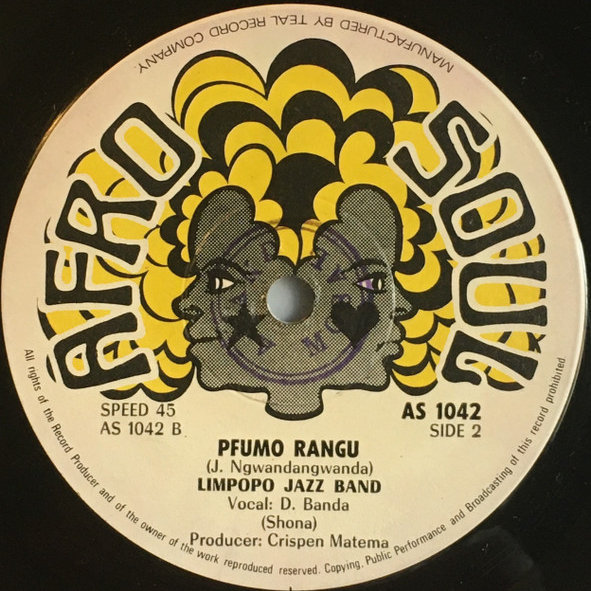 MANUFACTURED BY TEAL RECORD COMPANY.
AFRO SOUL
SPEED 45
AS 1042 B
AS 1042
SIDE 2
PFUMO RANGU
(J. Ngwandangwanda)
LIMPOPO JAZZ BAND
Vocal: D. Banda
(Shona)
Producer: Crispen Matema
All rights of the Record Producer and of the owner of the work reproduced reserved. Copying, Public Performance and Broadcasting of this record prohibited